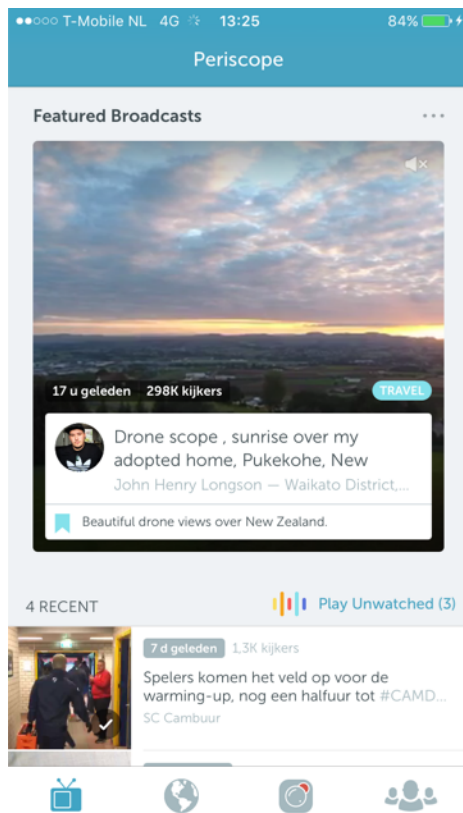 T-Mobile NL 4G 13:25 84%
Periscope
Featured Broadcasts
17 u geleden 298K kijkers TRAVEL
Drone scope , sunrise over my
adopted home, Pukekohe, New
John Henry Longson — Waikato District,...
Beautiful drone views over New Zealand.
4 RECENT Play Unwatched (3)
7 d geleden 1,3K kijkers
Spelers komen het veld op voor de
warming-up, nog een halfuur tot #CAMD...
SC Cambuur